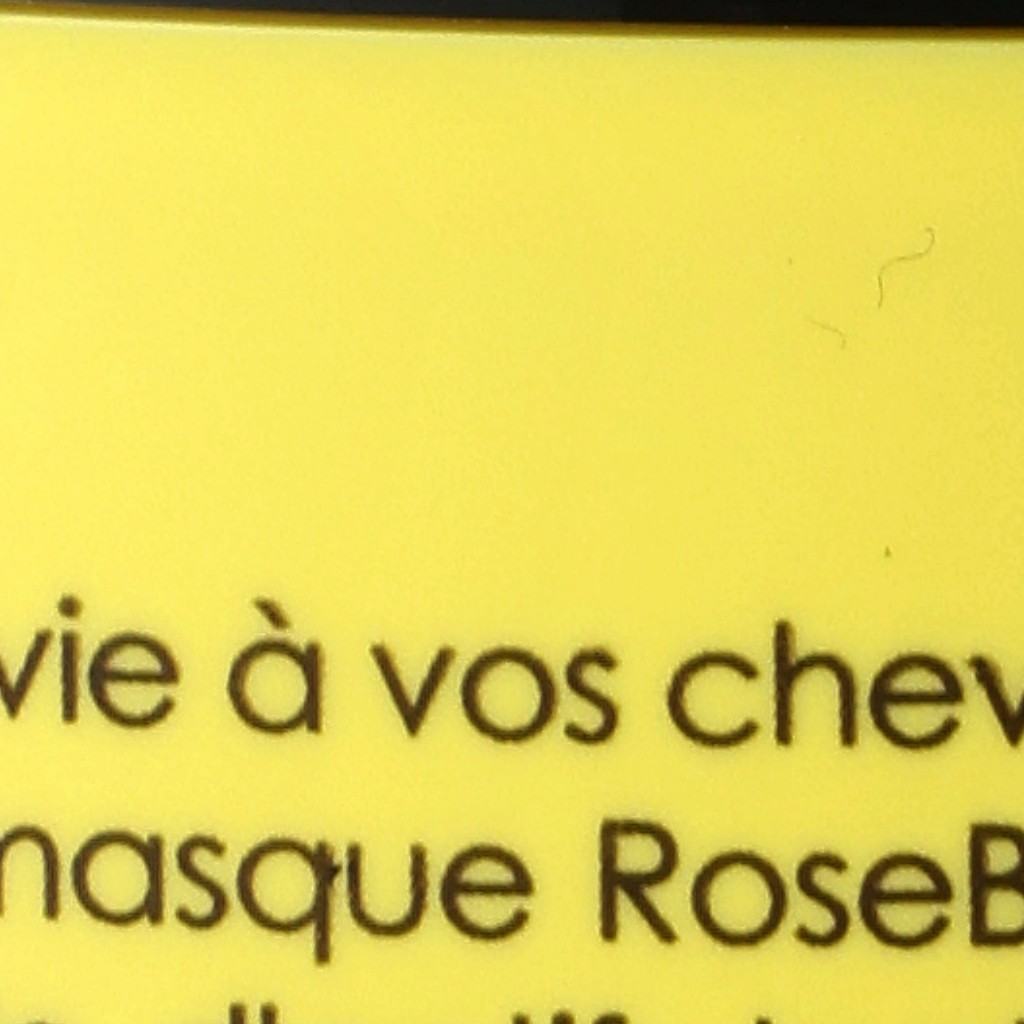 vie à vos chev
masque RoseB